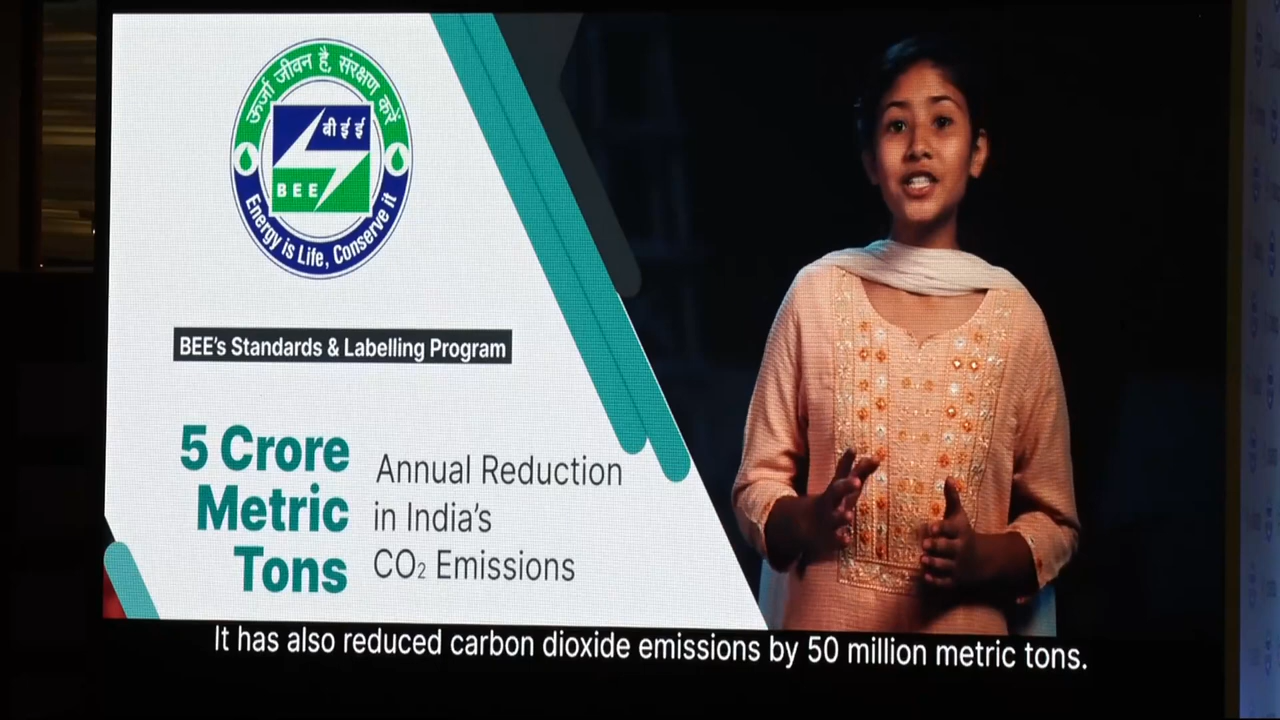 ऊर्जा जीवन है, संरक्षण करें
बी ई ई
BEE
Energy is Life, Conserve it
BEE's Standards & Labelling Program
5 Crore
Metric
Tons
Annual Reduction
in India's
CO₂ Emissions
It has also reduced carbon dioxide emissions by 50 million metric tons.